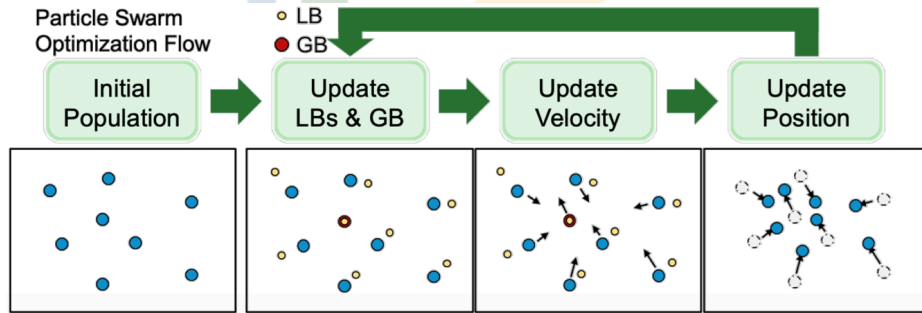 Particle Swarm
Optimization Flow
LB
GB
Initial
Population
Update
LBs & GB
Update
Velocity
Update
Position